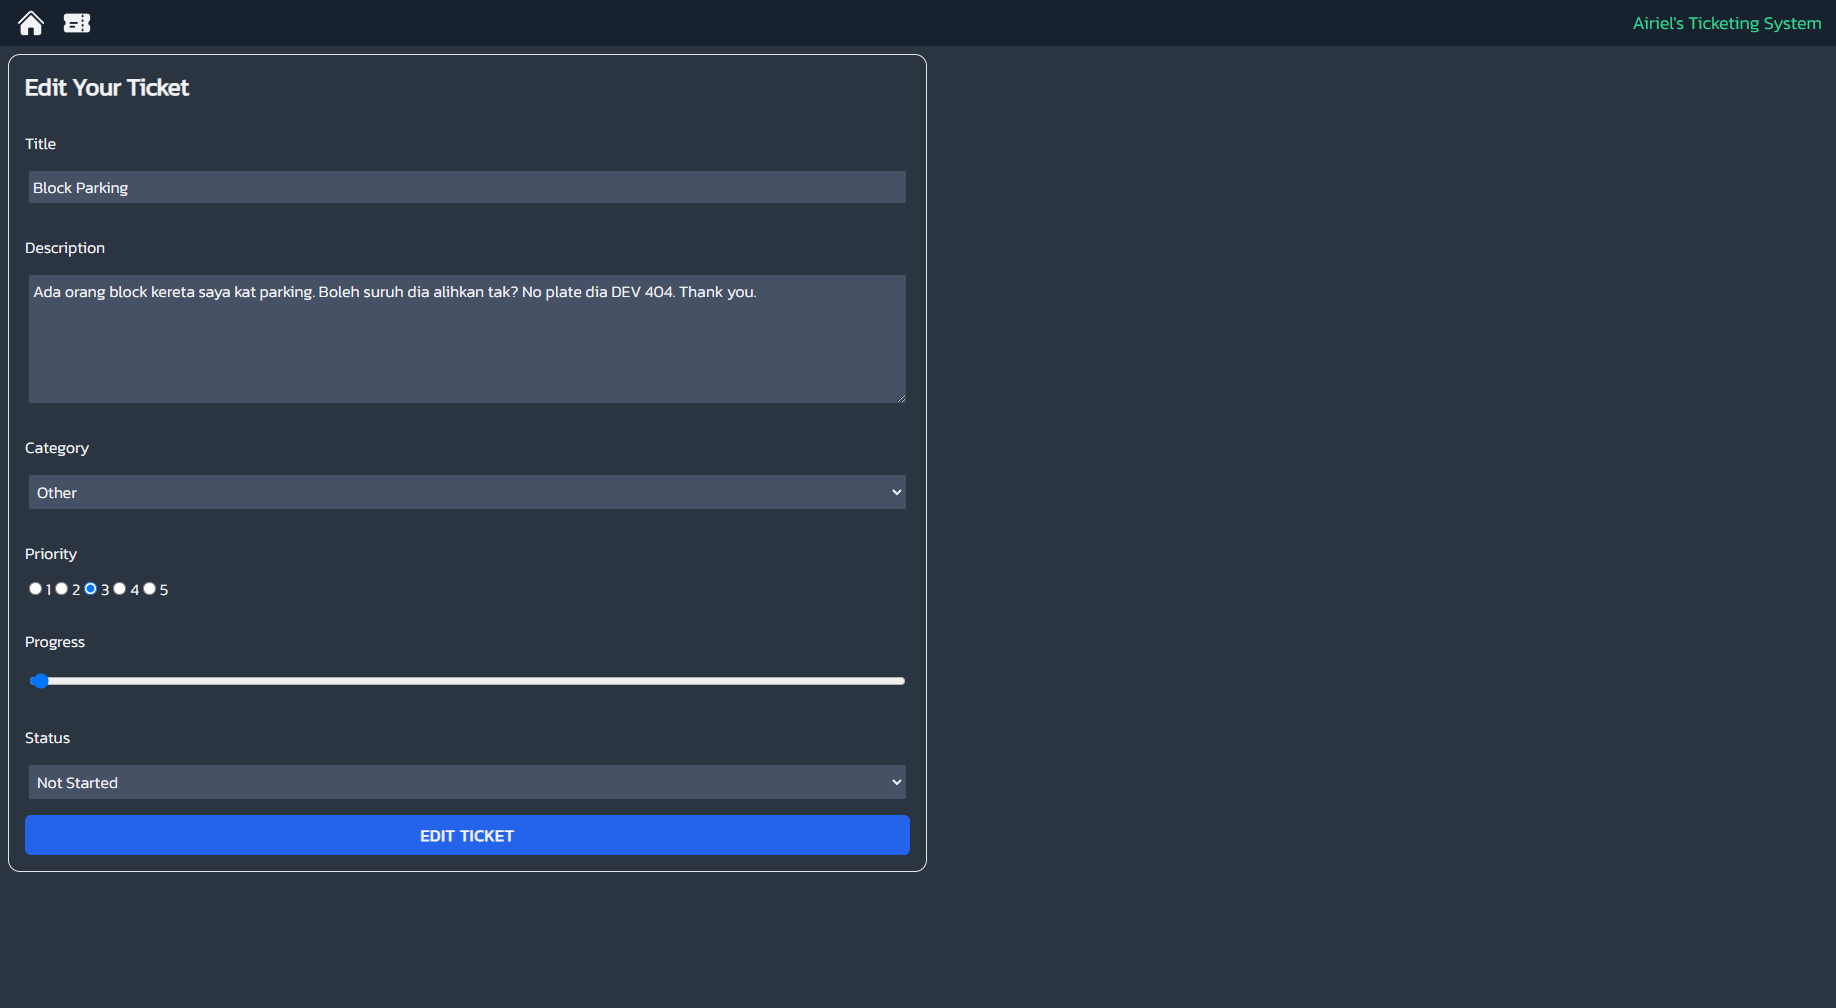 Airiel's Ticketing System
Edit Your Ticket
Title
Block Parking
Description
Ada orang block kereta saya kat parking. Boleh suruh dia alihkan tak? No plate dia DEV 404. Thank you.
Category
Other
Priority
1 2 3 4 5
Progress
Status
Not Started
EDIT TICKET